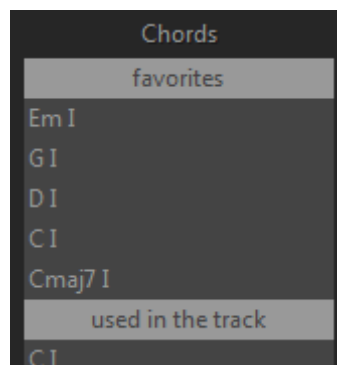 Chords
favorites
Em I
G I
D I
C I
Cmaj7 I
used in the track
C I